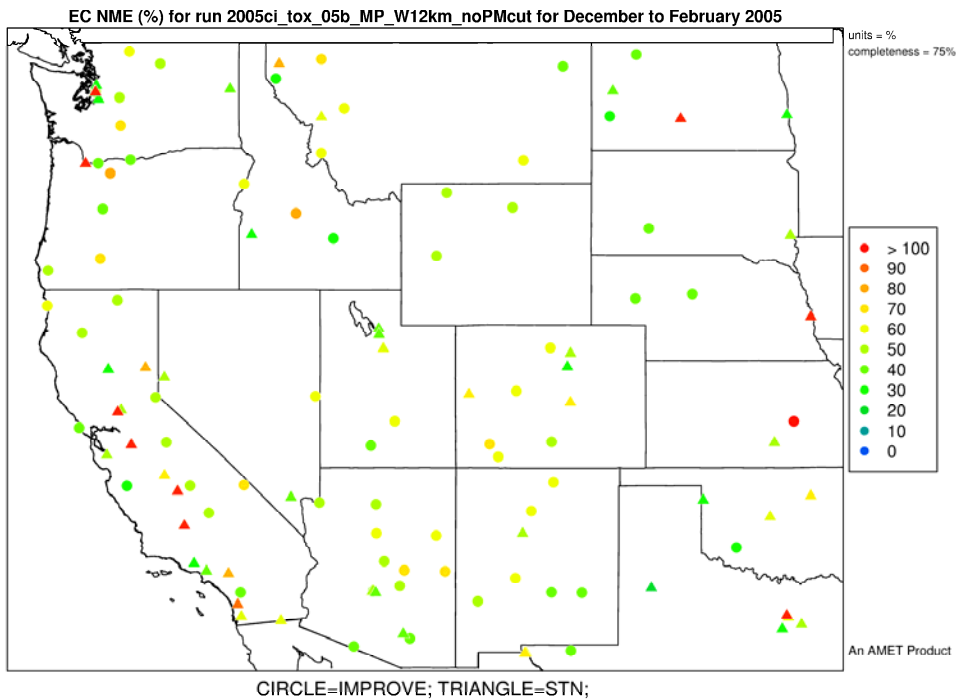 EC NME (%) for run 2005ci_tox_05b_MP_W12km_noPMcut for December to February 2005
units = %
completeness = 75%
> 100
90
80
70
60
50
40
30
20
10
0
An AMET Product
CIRCLE=IMPROVE; TRIANGLE=STN;